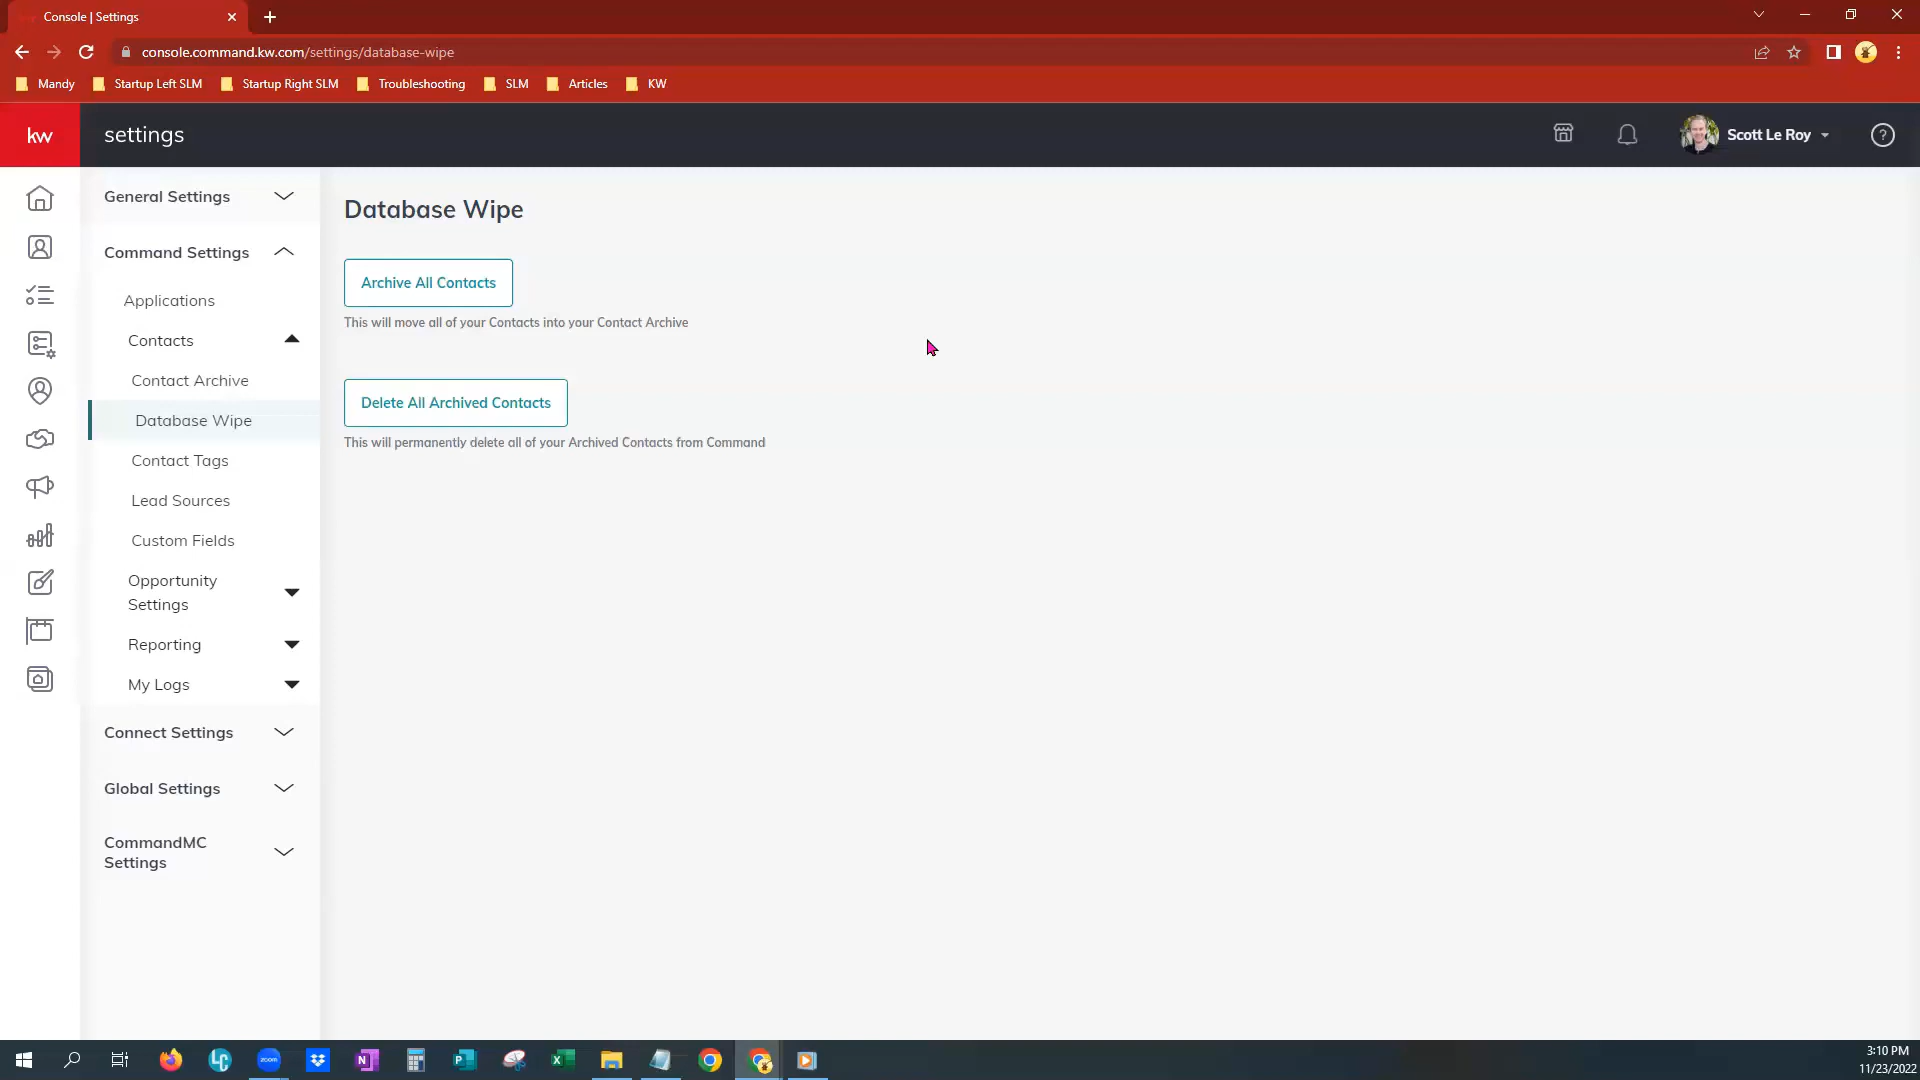 Console | Settings
console.command.kw.com/settings/database-wipe
Mandy
Startup Left SLM
Startup Right SLM
Troubleshooting
SLM
Articles
KW
kw
settings
Scott Le Roy
?
General Settings
Command Settings
Applications
Contacts
Contact Archive
Database Wipe
Contact Tags
Lead Sources
Custom Fields
Opportunity
Settings
Reporting
My Logs
Connect Settings
Global Settings
CommandMC
Settings
Database Wipe
Archive All Contacts
This will move all of your Contacts into your Contact Archive
Delete All Archived Contacts
This will permanently delete all of your Archived Contacts from Command
LC
zoom
N
P
X
3:10 PM
11/23/2022